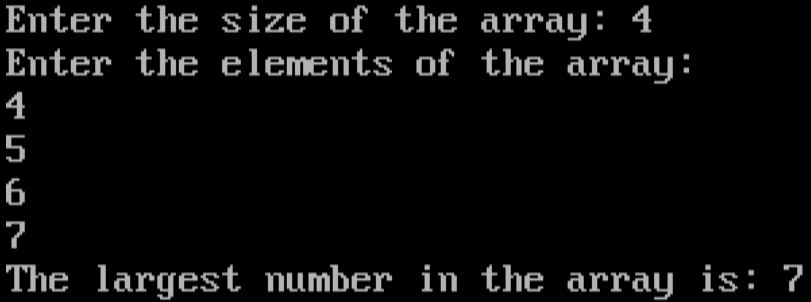 Enter the size of the array: 4
Enter the elements of the array:
4
5
6
7
The largest number in the array is: 7